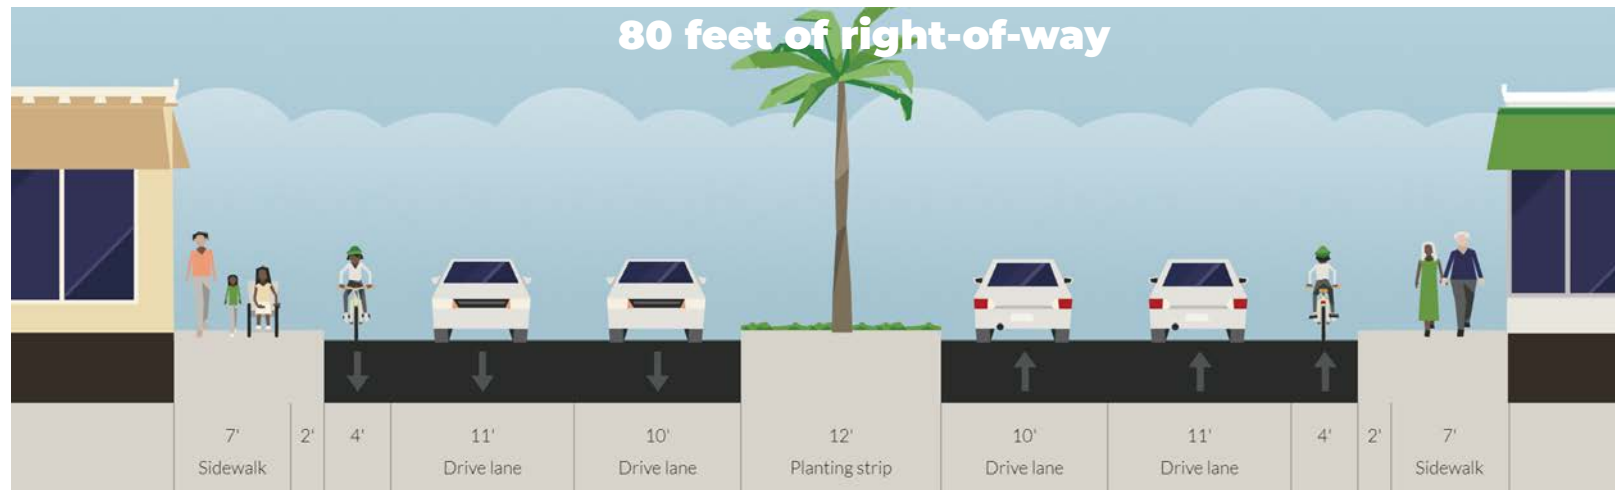 80 feet of right-of-way
7' 2' 4' 11' 10' 12' 10' 11' 4' 2' 7'
Sidewalk Drive lane Drive lane Planting strip Drive lane Drive lane Sidewalk